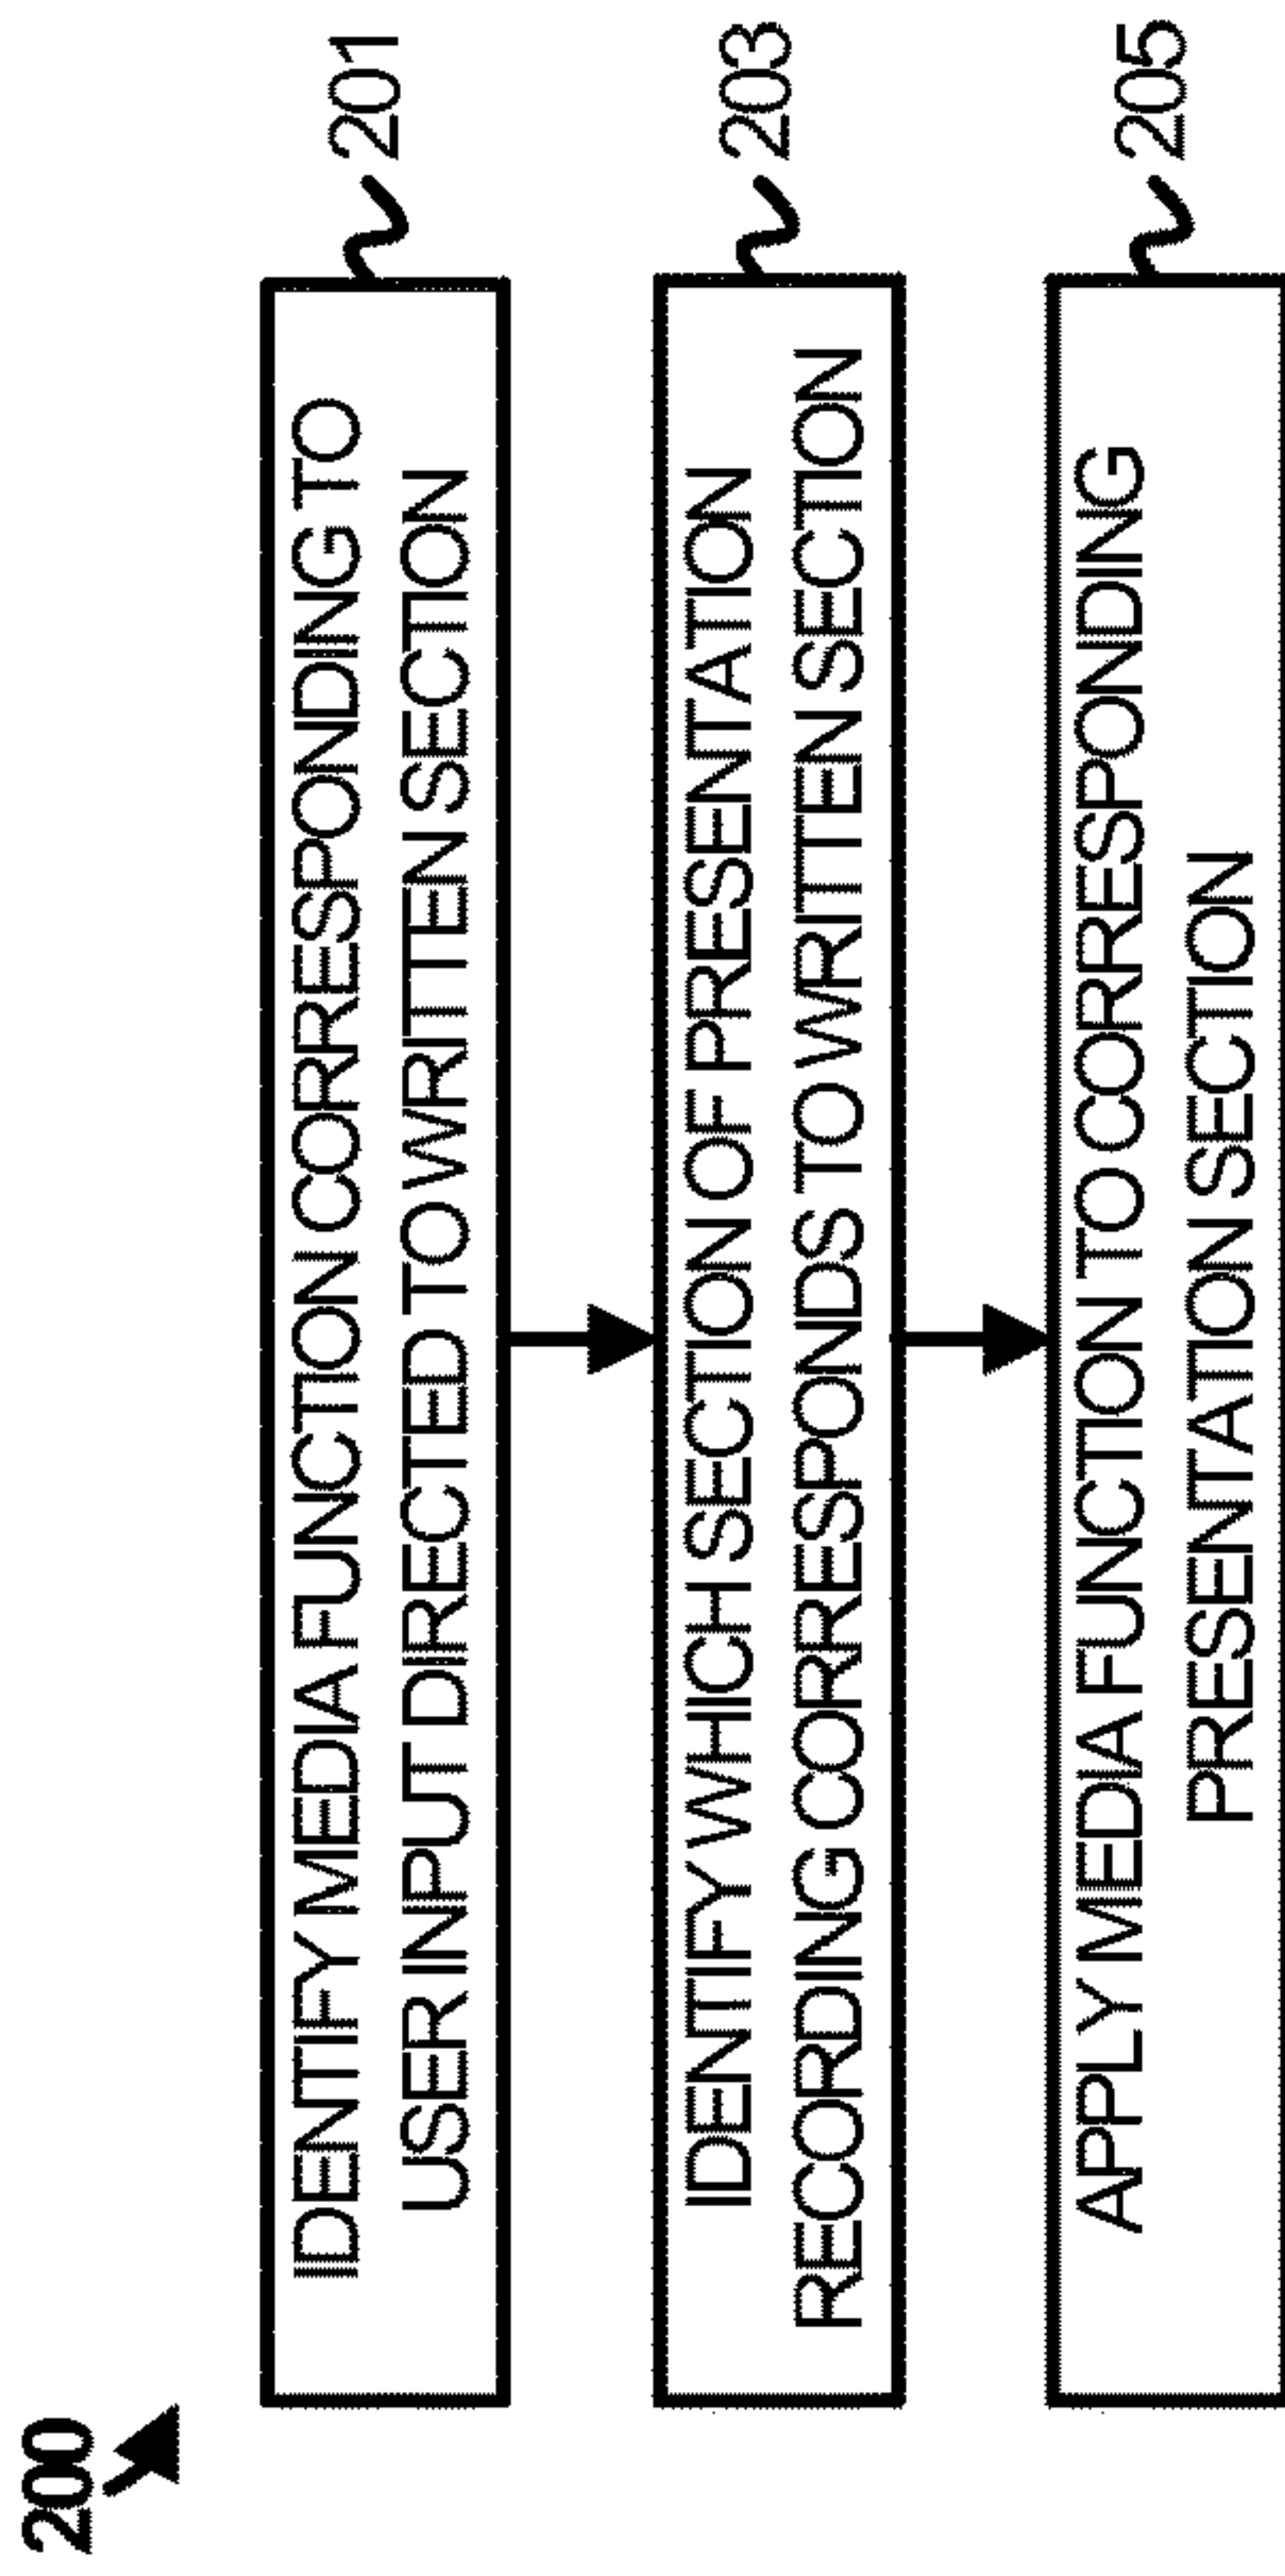 200
IDENTIFY MEDIA FUNCTION CORRESPONDING TO
USER INPUT DIRECTED TO WRITTEN SECTION
201
IDENTIFY WHICH SECTION OF PRESENTATION
RECORDING CORRESPONDS TO WRITTEN SECTION
203
APPLY MEDIA FUNCTION TO CORRESPONDING
PRESENTATION SECTION
205